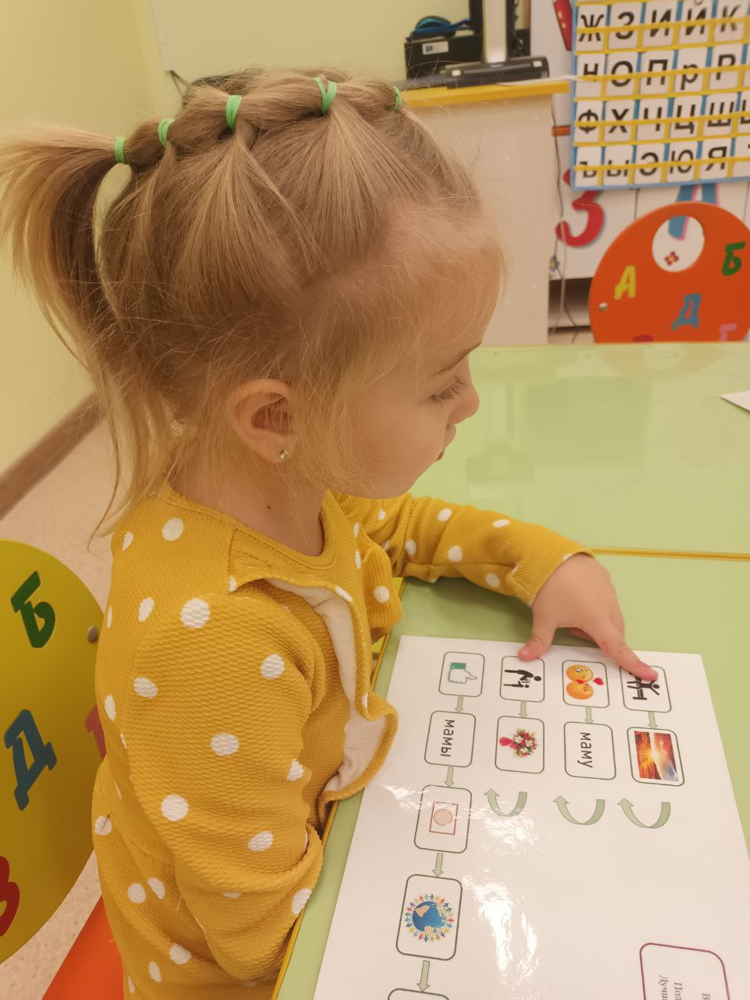 Ж З И Й К
Н О П р Р
Ф Х Ч Ц Ш
Ъ Ы Э Ю Я
З А
А Б
Д
Б
Д
мамы
маму